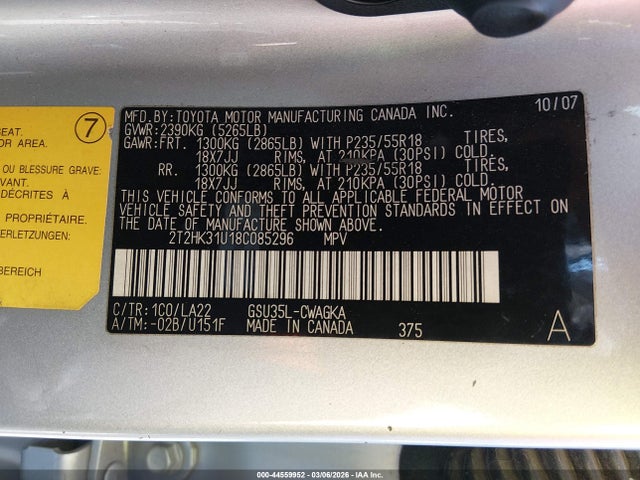 MFD.BY:TOYOTA MOTOR MANUFACTURING CANADA INC. 10/07
GVWR:2390KG (5265LB)
GAWR:FRT. 1300KG (2865LB) WITH P235/55R18 TIRES,
18X7JJ RIMS, AT 210KPA (30PSI) COLD.
RR. 1300KG (2865LB) WITH P235/55R18 TIRES,
18X7JJ RIMS, AT 210KPA (30PSI) COLD.
THIS VEHICLE CONFORMS TO ALL APPLICABLE FEDERAL MOTOR
VEHICLE SAFETY AND THEFT PREVENTION STANDARDS IN EFFECT ON
THE DATE OF MANUFACTURE SHOWN ABOVE.
2T2HK31U18C085296 MPV
C/TR:1C0/LA22 GSU35L-CWAGKA
A/TM:-02B/U151F MADE IN CANADA 375 A
7
SEAT.
OR AREA.
OU BLESSURE GRAVE:
AVANT.
DÉCRITES À
PROPRIÉTAIRE.
ERLETZUNGEN:
BEREICH
000-44559952 - 03/06/2026 - IAA Inc.